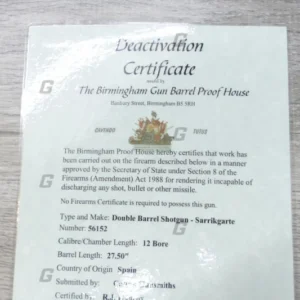 Deactivation
Certificate
issued by
The Birmingham Gun Barrel Proof House
Banbury Street, Birmingham B5 5RH
The Birmingham Proof House hereby certifies that work has
been carried out on the firearm described below in a manner
approved by the Secretary of State under Section 8 of the
Firearms (Amendment) Act 1988 for rendering it incapable of
discharging any shot, bullet or other missile.
No Firearms Certificate is required to possess this gun.
Type and Make: Double Barrel Shotgun - Sarrikgarte
Number: 56152
Calibre/Chamber Length: 12 Bore
Barrel Length: 27.50"
Country of Origin Spain
Submitted by:
Certified by: R.J.